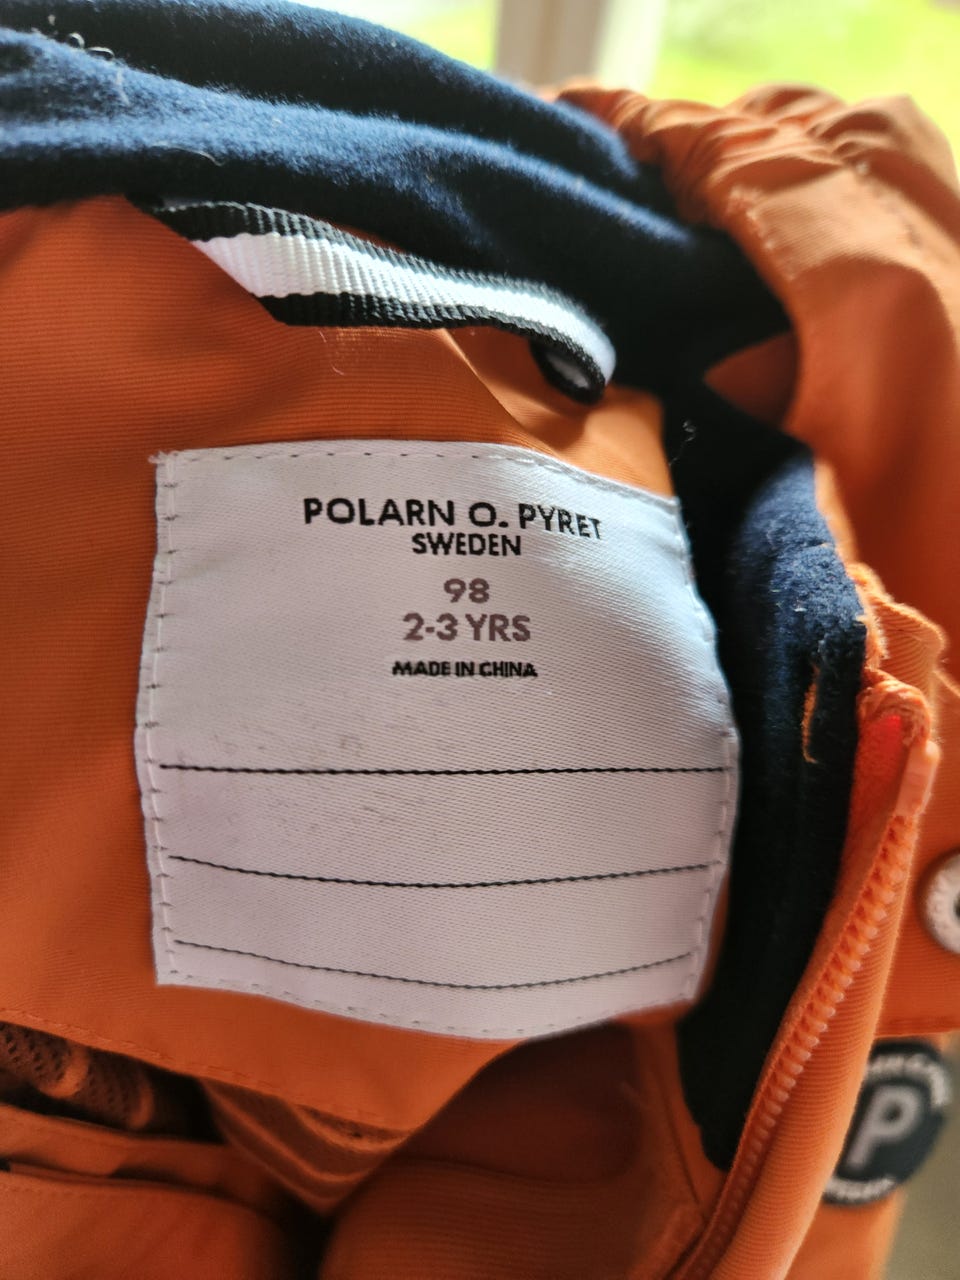 POLARN O. PYRET
SWEDEN
98
2-3 YRS
MADE IN CHINA
P